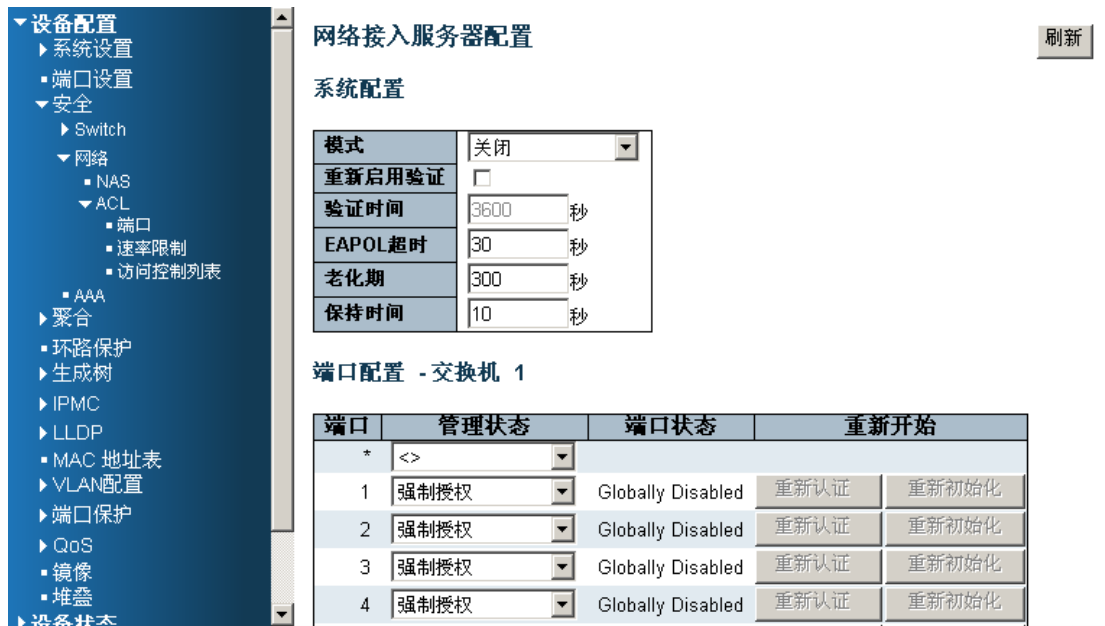 设备配置
系统设置
端口设置
安全
Switch
网络
NAS
ACL
端口
速率限制
访问控制列表
AAA
聚合
环路保护
生成树
IPMC
LLDP
MAC 地址表
VLAN配置
端口保护
QoS
镜像
堆叠
设备状态
网络接入服务器配置
刷新
系统配置
模式 关闭
重新启用验证
验证时间 3600 秒
EAPOL超时 30 秒
老化期 300 秒
保持时间 10 秒
端口配置 - 交换机 1
端口 管理状态 端口状态 重新开始
* <>
1 强制授权 Globally Disabled 重新认证 重新初始化
2 强制授权 Globally Disabled 重新认证 重新初始化
3 强制授权 Globally Disabled 重新认证 重新初始化
4 强制授权 Globally Disabled 重新认证 重新初始化